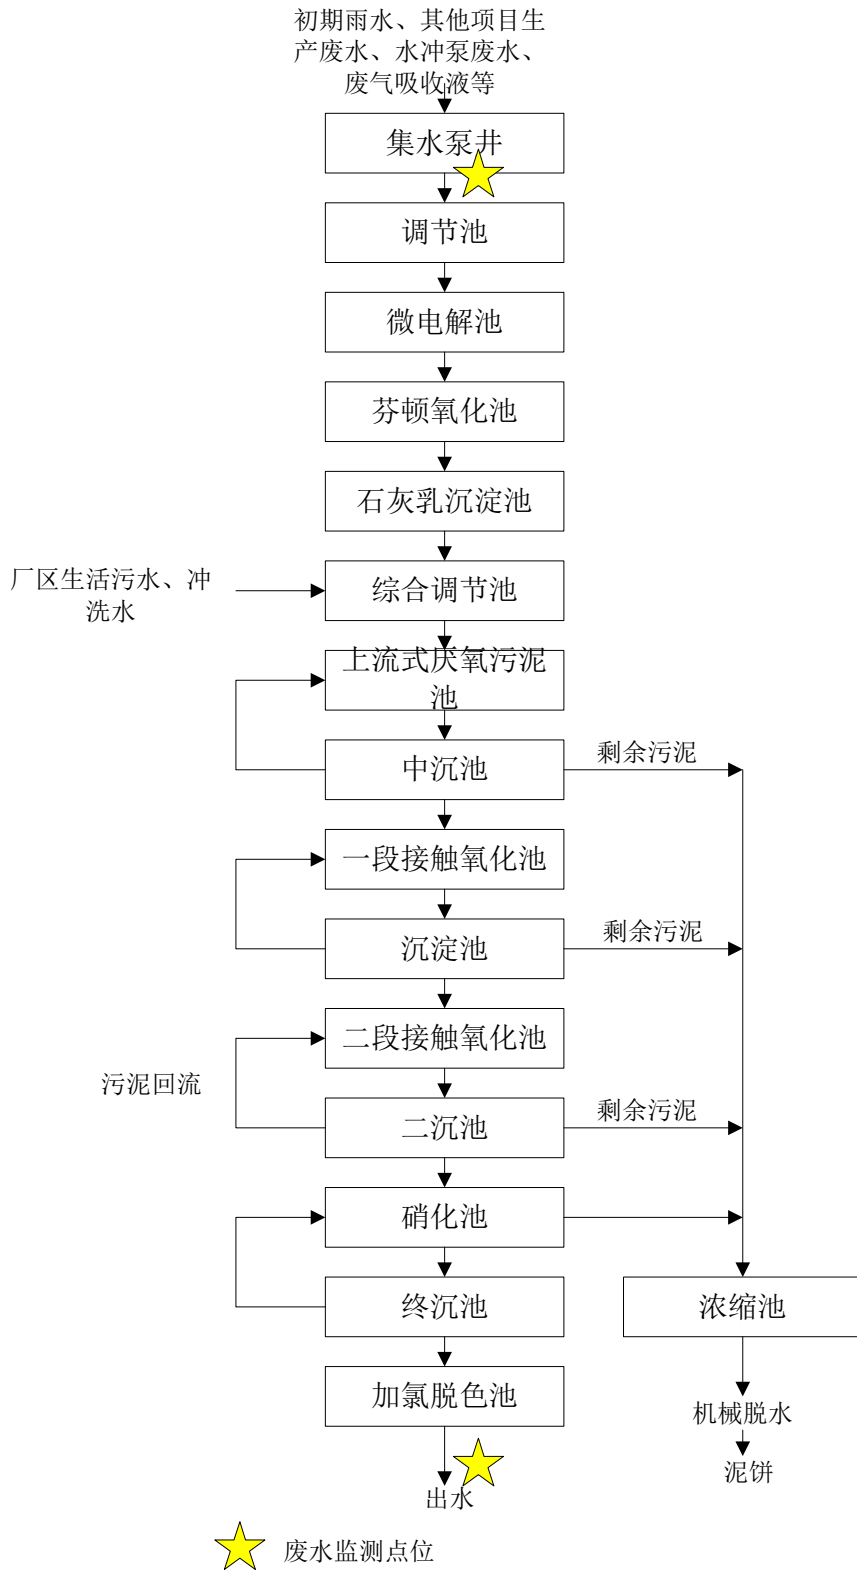 初期雨水、其他项目生
产废水、水冲泵废水、
废气吸收液等
集水泵井
调节池
微电解池
芬顿氧化池
石灰乳沉淀池
厂区生活污水、冲
洗水
综合调节池
上流式厌氧污泥
池
中沉池
剩余污泥
一段接触氧化池
沉淀池
剩余污泥
二段接触氧化池
污泥回流
二沉池
剩余污泥
硝化池
终沉池
浓缩池
加氯脱色池
机械脱水
泥饼
出水
废水监测点位